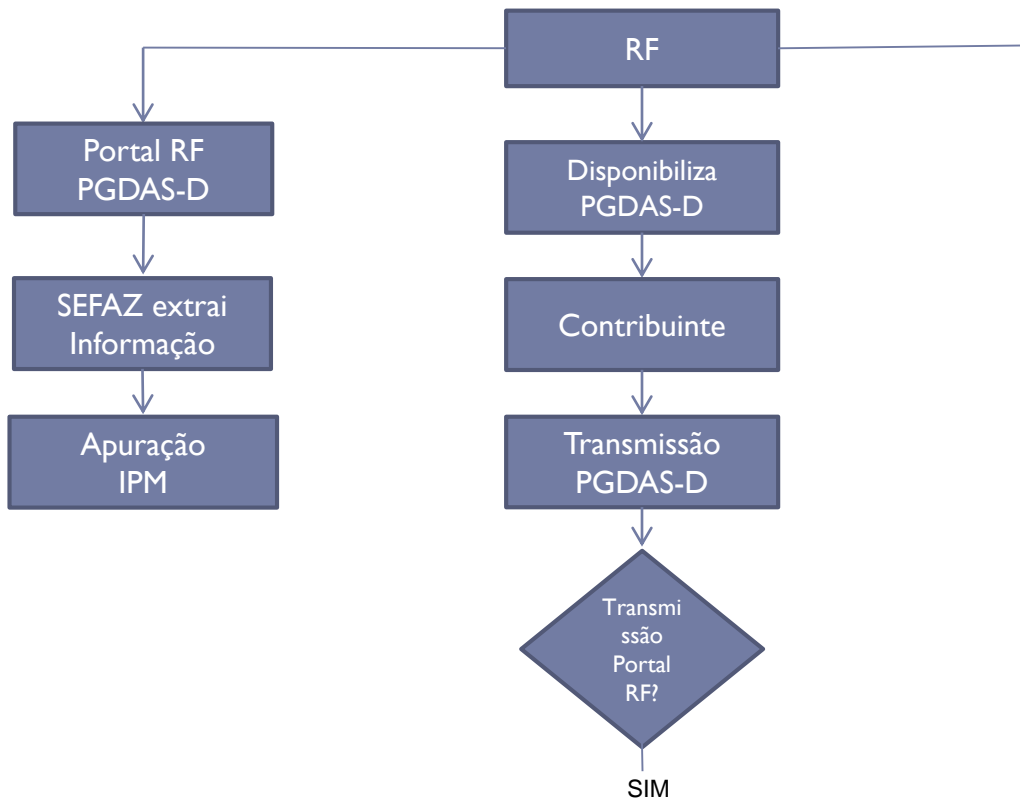 RF
Portal RF
PGDAS-D
SEFAZ extrai
Informação
Apuração
IPM
Disponibiliza
PGDAS-D
Contribuinte
Transmissão
PGDAS-D
Transmi
ssão
Portal
RF?
SIM